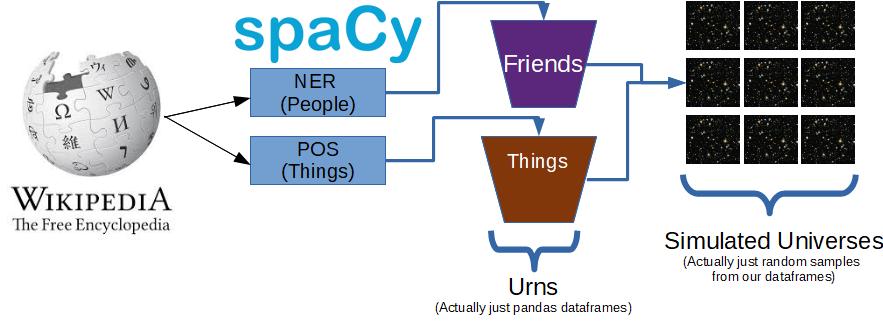 spaCy
NER
(People)
POS
(Things)
Friends
Things
Ω
W
И
維
WIKIPEDIA
The Free Encyclopedia
Urns
(Actually just pandas dataframes)
Simulated Universes
(Actually just random samples
from our dataframes)